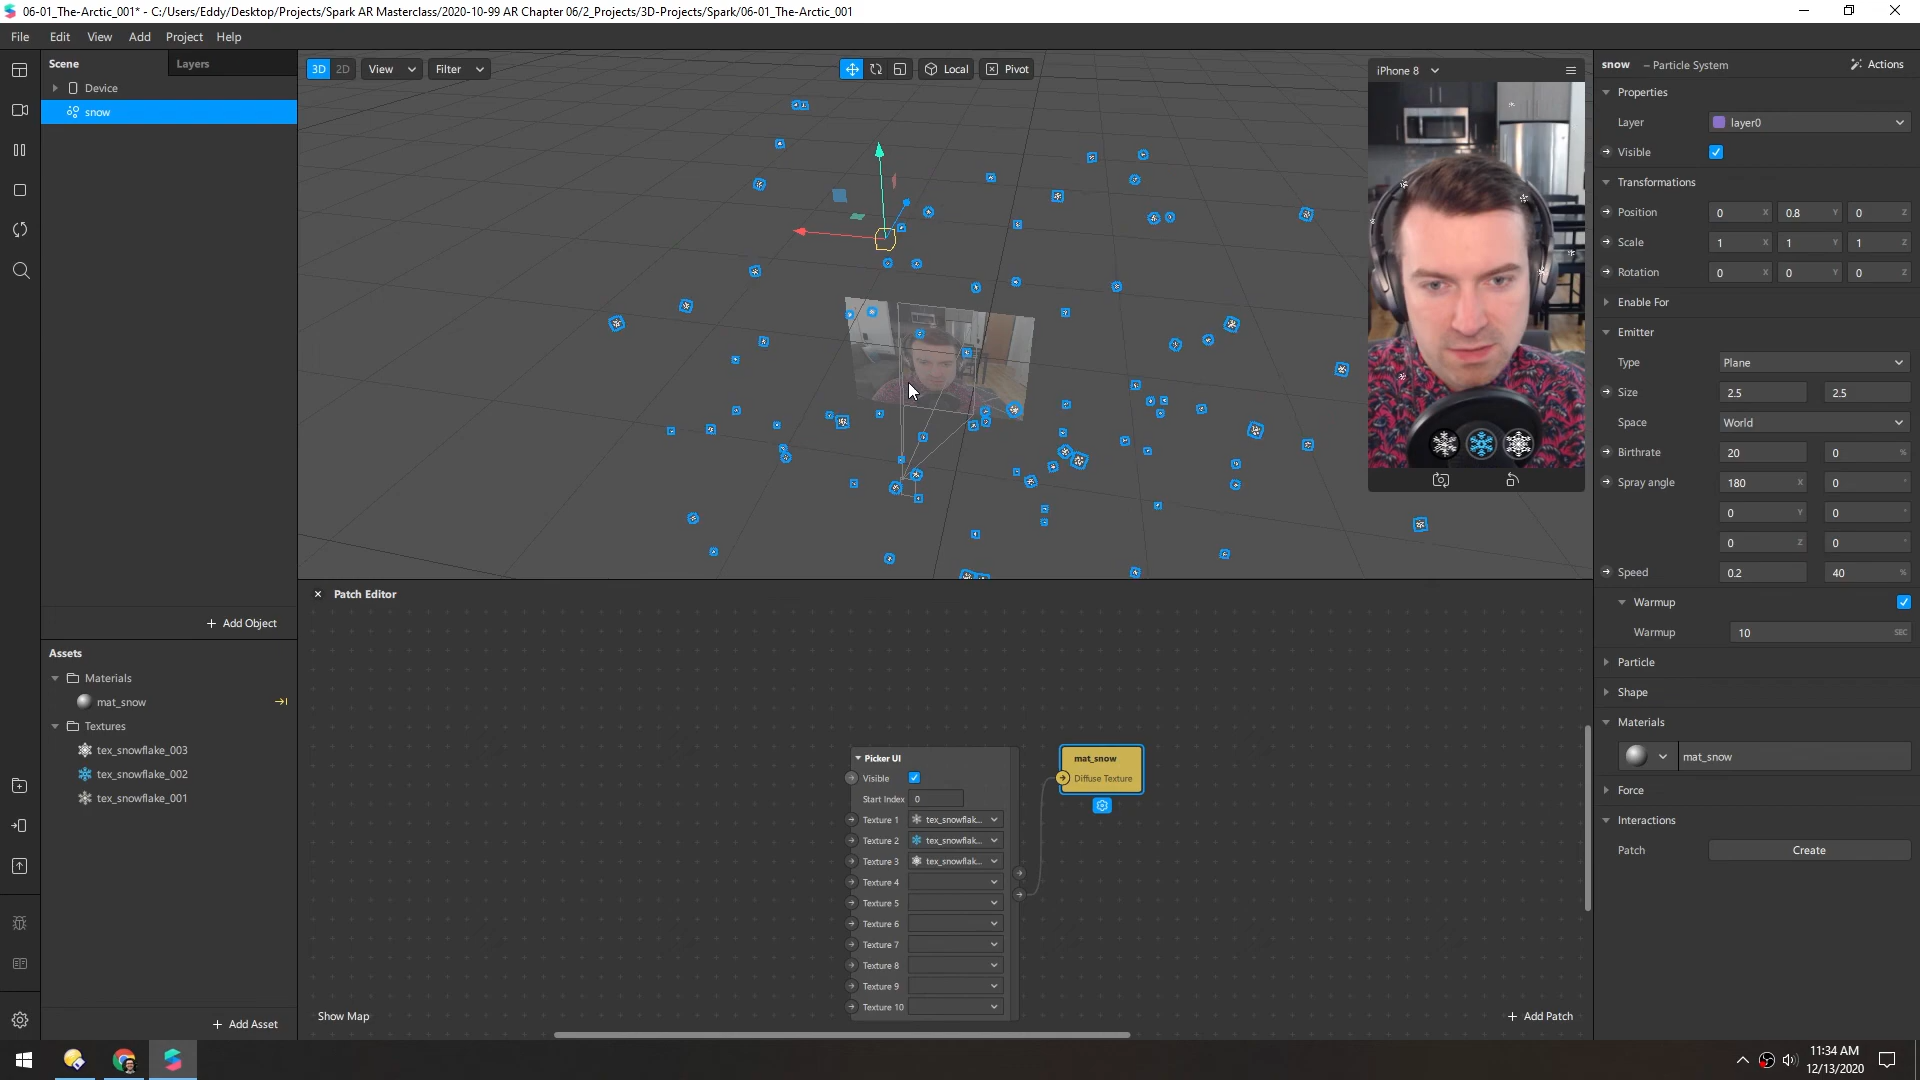 06-01_The-Arctic_001* - C:/Users/Eddy/Desktop/Projects/Spark AR Masterclass/2020-10-99 AR Chapter 06/2_Projects/3D-Projects/Spark/06-01_The-Arctic_001
File Edit View Add Project Help
Scene Layers
Device
snow
Add Object
Assets
Materials
mat_snow
Textures
tex_snowflake_003
tex_snowflake_002
tex_snowflake_001
Add Asset
3D 2D View Filter Local Pivot
iPhone 8
Patch Editor
Picker UI
Visible
Start Index 0
Texture 1 tex_snowflak...
Texture 2 tex_snowflak...
Texture 3 tex_snowflak...
Texture 4
Texture 5
Texture 6
Texture 7
Texture 8
Texture 9
Texture 10
mat_snow
Diffuse Texture
Show Map
Add Patch
snow – Particle System Actions
Properties
Layer layer0
Visible
Transformations
Position 0 X 0.8 Y 0 Z
Scale 1 X 1 Y 1 Z
Rotation 0 X 0 Y 0 Z
Enable For
Emitter
Type Plane
Size 2.5 2.5
Space World
Birthrate 20 0 %
Spray angle 180 X 0 °
0 Y 0 °
0 Z 0 °
Speed 0.2 40 %
Warmup
Warmup 10 SEC
Particle
Shape
Materials
mat_snow
Force
Interactions
Patch Create
11:34 AM
12/13/2020